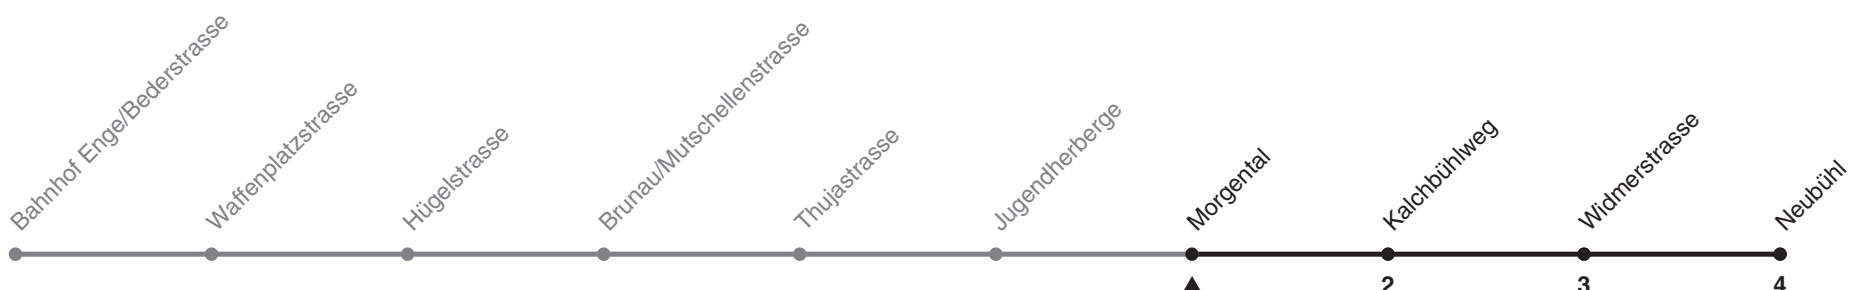 Bahnhof Enge/Bederstrasse
Waffenplatzstrasse
Hügelstrasse
Brunau/Mutschellenstrasse
Thujastrasse
Jugendherberge
Morgental
Kalchbühlweg
Widmerstrasse
Neubühl
2 3 4